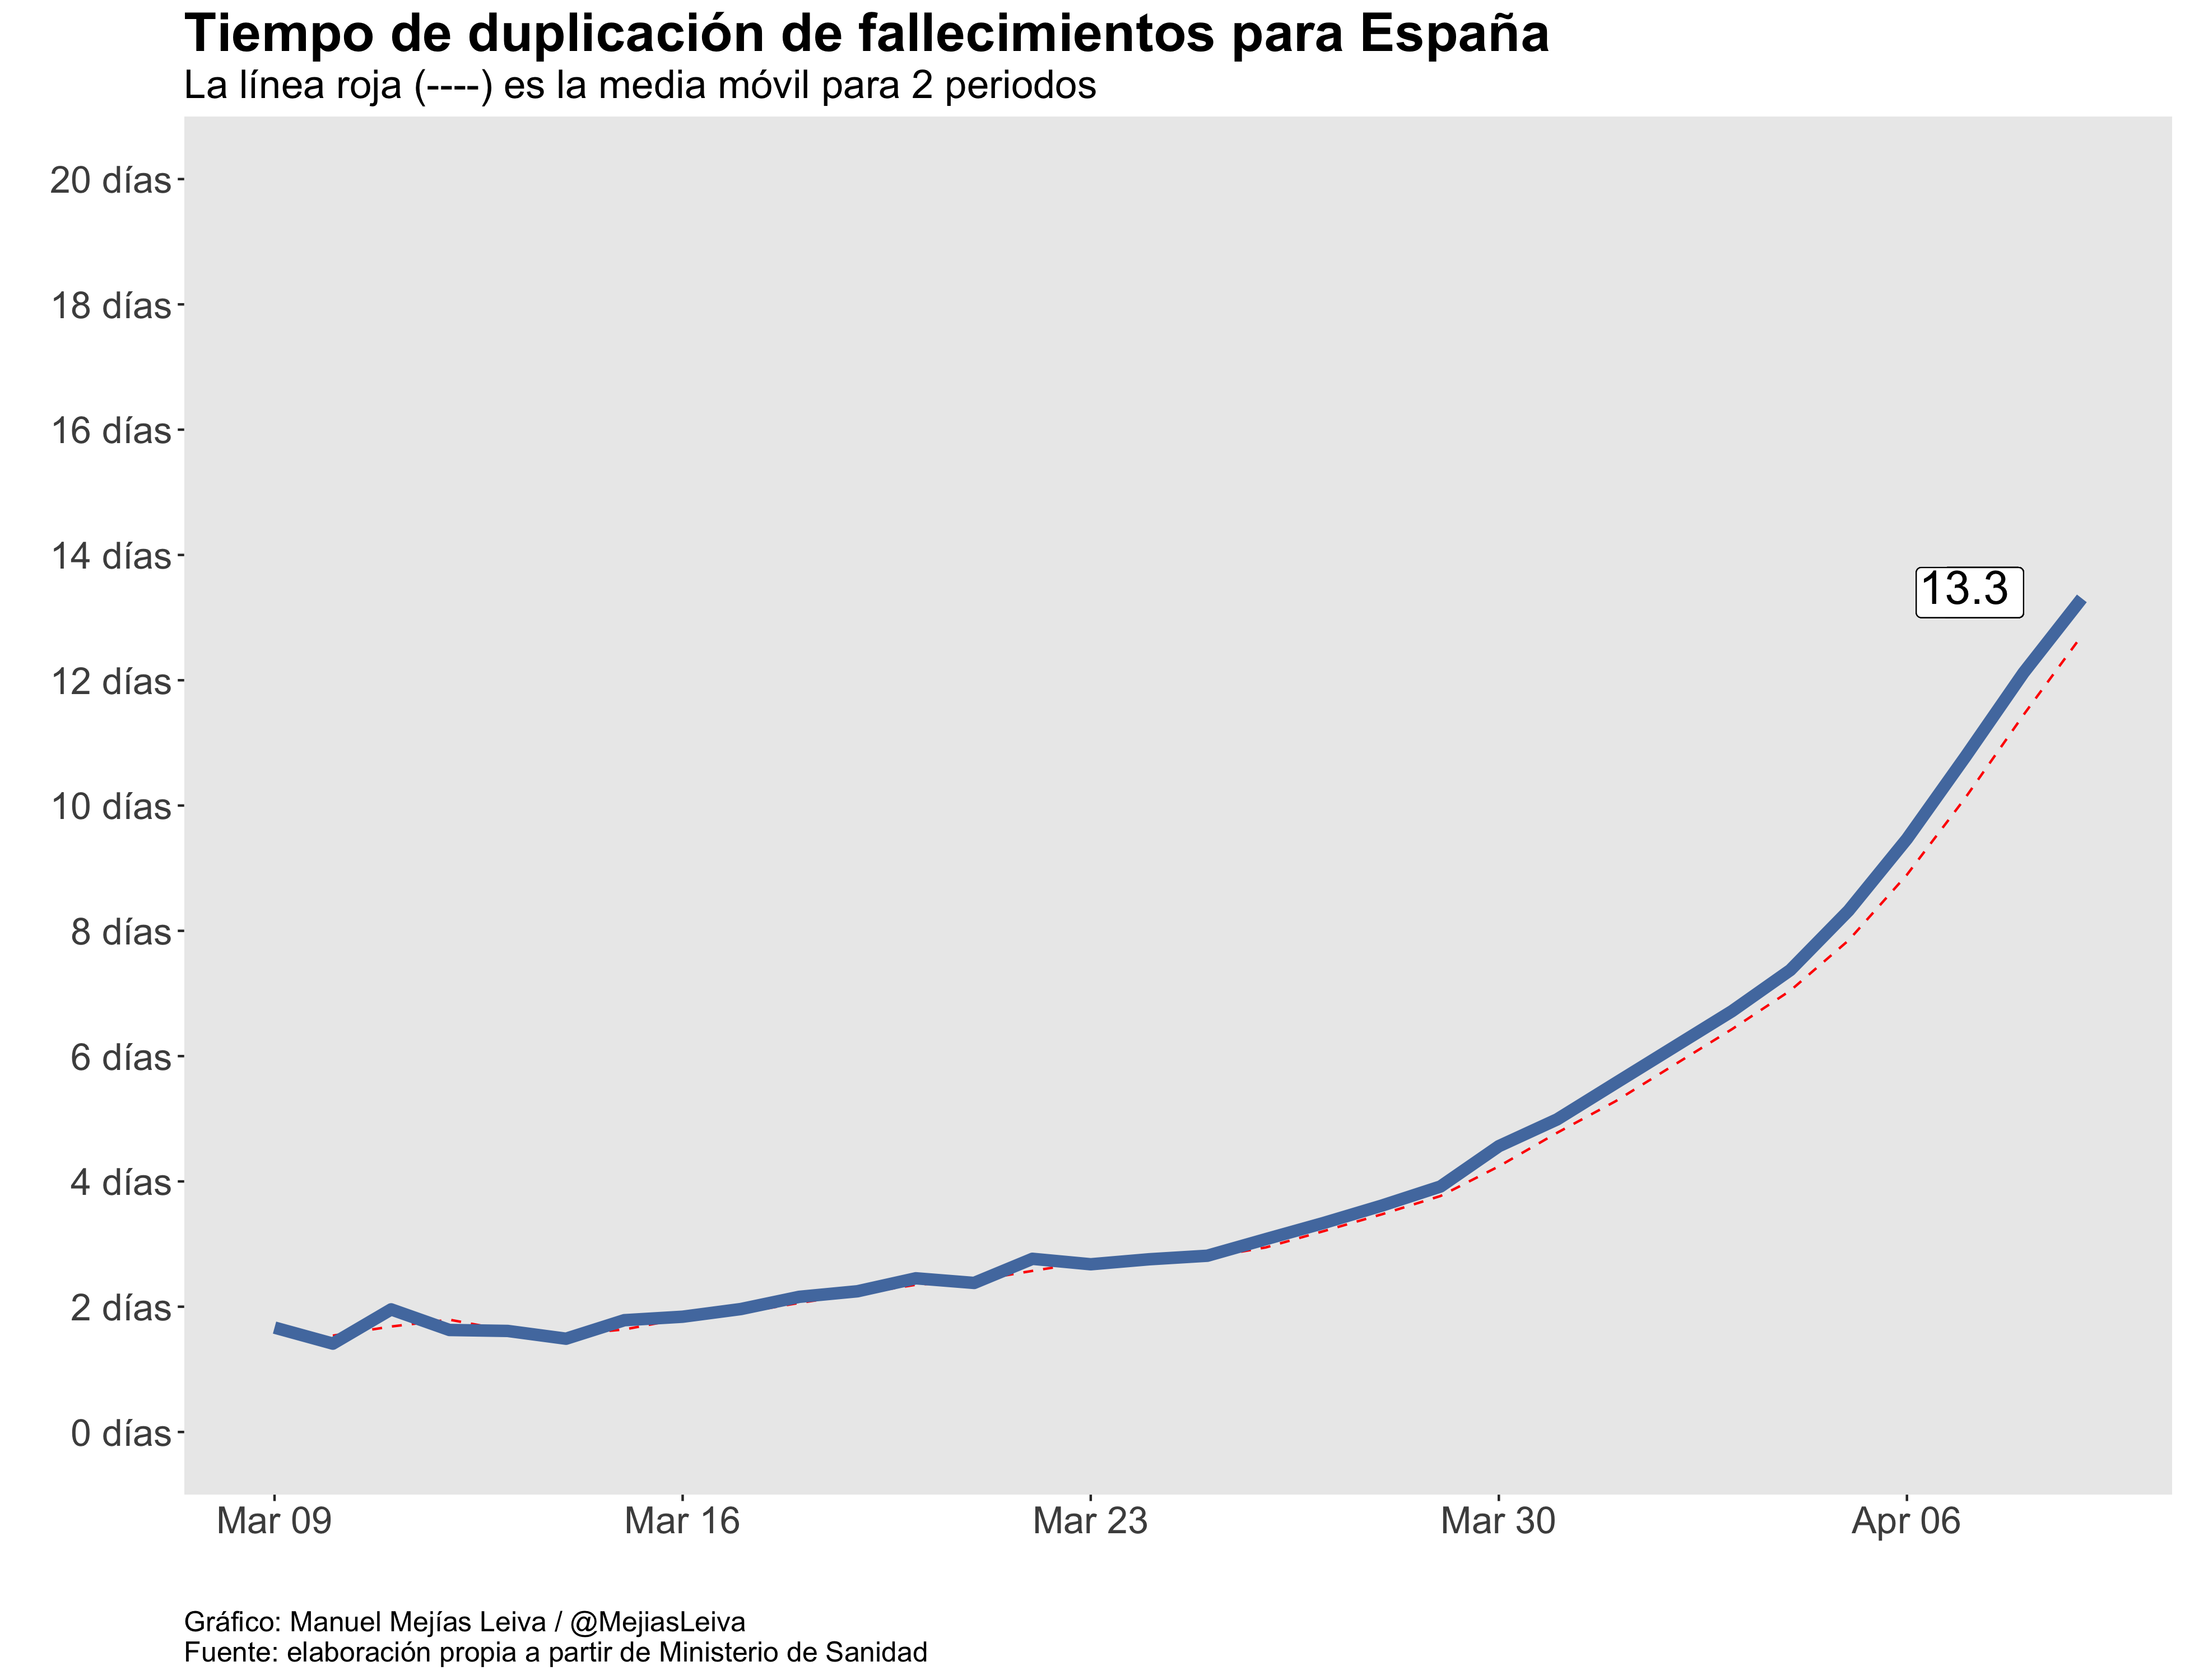 Tiempo de duplicación de fallecimientos para España
La línea roja (----) es la media móvil para 2 periodos
20 días
18 días
16 días
14 días
13.3
12 días
10 días
8 días
6 días
4 días
2 días
0 días
Mar 09 Mar 16 Mar 23 Mar 30 Apr 06
Gráfico: Manuel Mejías Leiva / @MejiasLeiva
Fuente: elaboración propia a partir de Ministerio de Sanidad